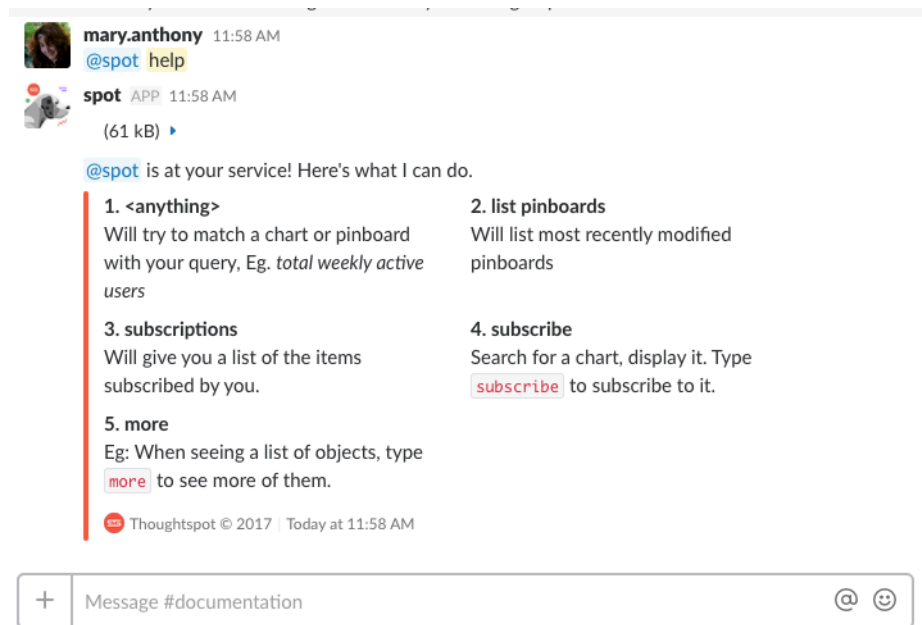 mary.anthony 11:58 AM
@spot help
spot APP 11:58 AM
(61 kB)
@spot is at your service! Here's what I can do.
1. <anything>
Will try to match a chart or pinboard
with your query, Eg. total weekly active
users
2. list pinboards
Will list most recently modified
pinboards
3. subscriptions
Will give you a list of the items
subscribed by you.
4. subscribe
Search for a chart, display it. Type
subscribe to subscribe to it.
5. more
Eg: When seeing a list of objects, type
more to see more of them.
Thoughtspot © 2017 | Today at 11:58 AM
+ Message #documentation @